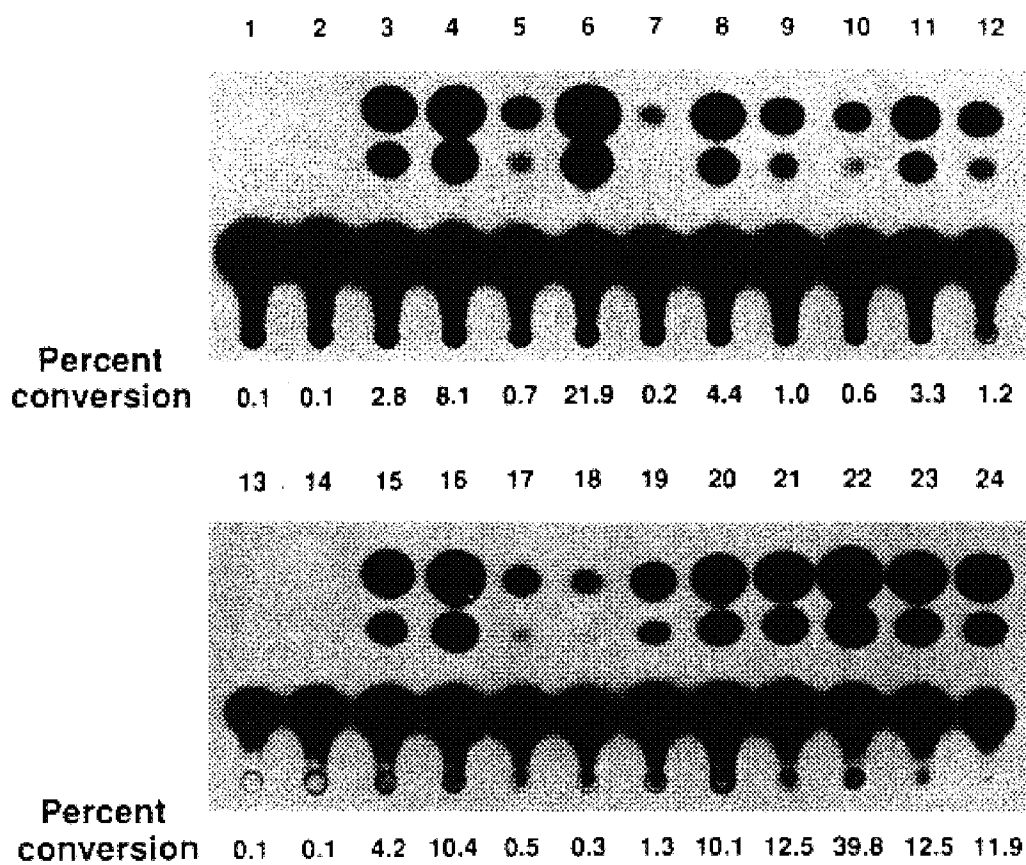 1 2 3 4 5 6 7 8 9 10 11 12
Percent
conversion 0.1 0.1 2.8 8.1 0.7 21.9 0.2 4.4 1.0 0.6 3.3 1.2
13 14 15 16 17 18 19 20 21 22 23 24
Percent
conversion 0.1 0.1 4.2 10.4 0.5 0.3 1.3 10.1 12.5 39.8 12.5 11.9